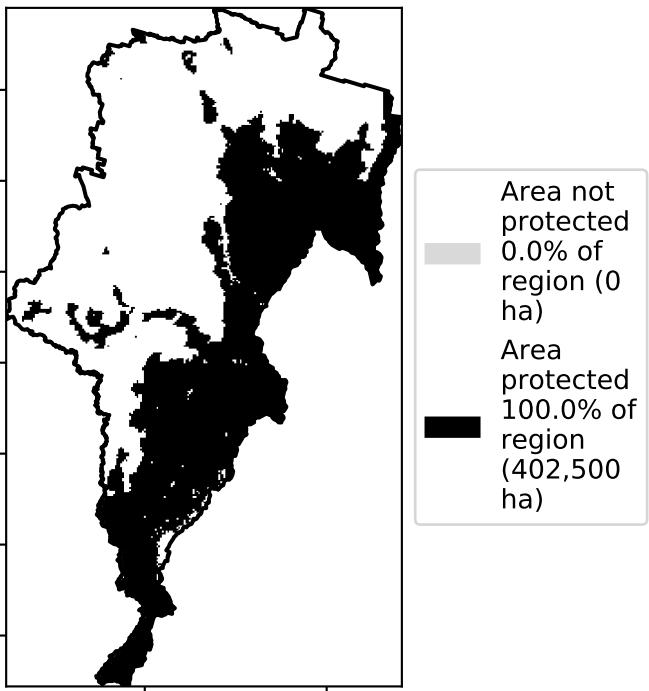 Area not
protected
0.0% of
region (0
ha)
Area
protected
100.0% of
region
(402,500
ha)